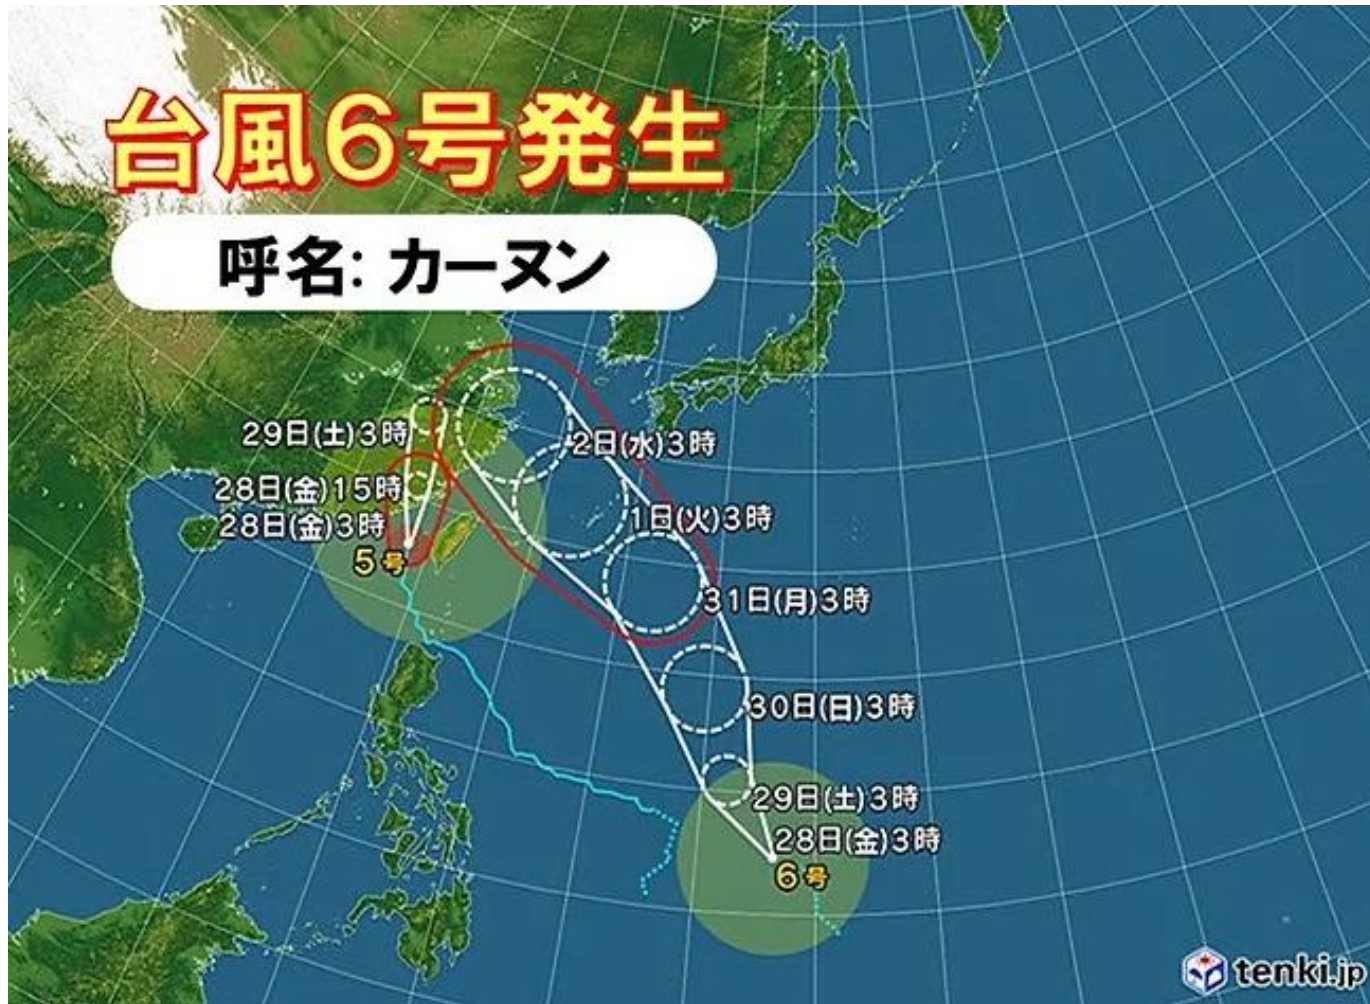 台風6号発生
呼名: カーヌン
29日(土)3時
28日(金)15時
28日(金)3時
5号
2日(水)3時
1日(火)3時
31日(月)3時
30日(日)3時
29日(土)3時
28日(金)3時
6号
tenki.jp